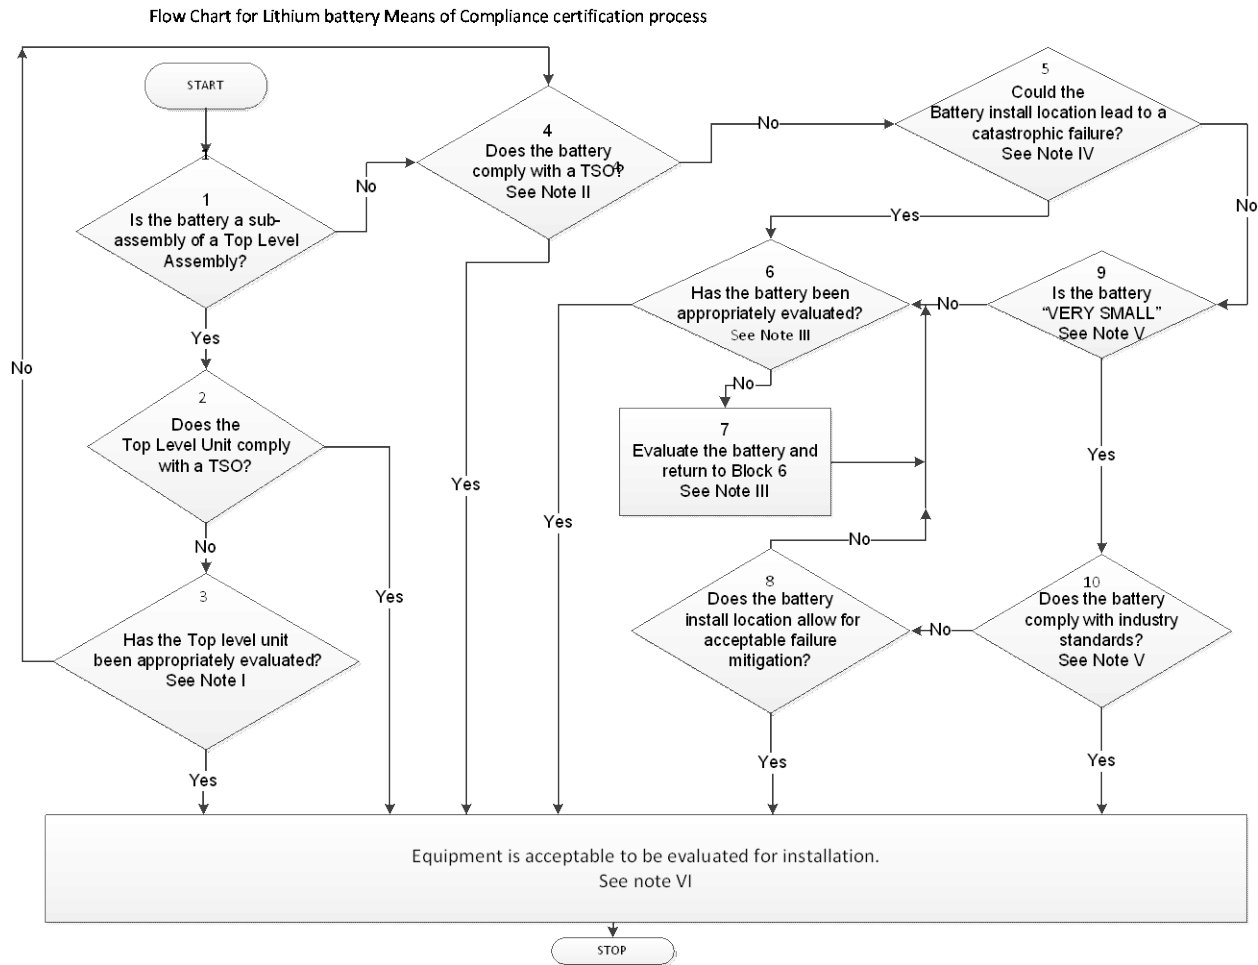 Flow Chart for Lithium battery Means of Compliance certification process
START
1
Is the battery a sub-
assembly of a Top Level
Assembly?
No
Yes
2
Does the
Top Level Unit comply
with a TSO?
No
Yes
3
Has the Top level unit
been appropriately evaluated?
See Note I
No
Yes
4
Does the battery
comply with a TSO?
See Note II
No
Yes
5
Could the
Battery install location lead to a
catastrophic failure?
See Note IV
Yes
No
6
Has the battery been
appropriately evaluated?
See Note III
Yes
No
7
Evaluate the battery and
return to Block 6
See Note III
9
Is the battery
“VERY SMALL”
See Note V
No
Yes
8
Does the battery
install location allow for
acceptable failure
mitigation?
No
Yes
10
Does the battery
comply with industry
standards?
See Note V
No
Yes
Equipment is acceptable to be evaluated for installation.
See note VI
STOP